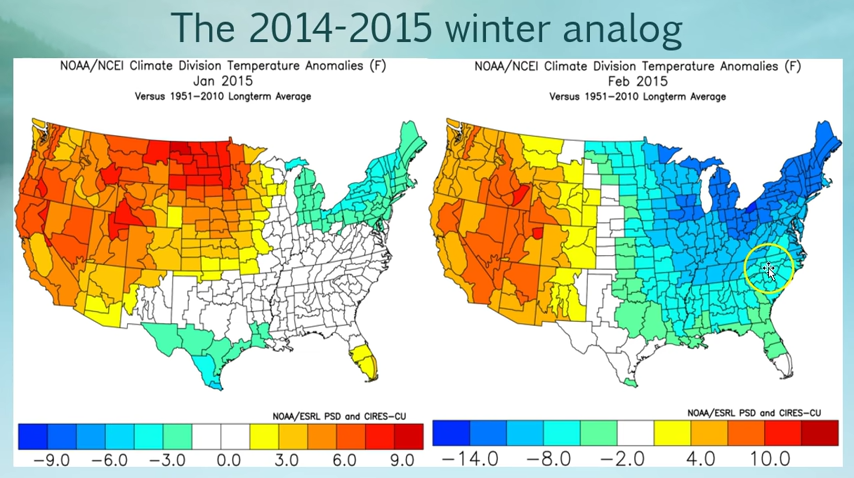 The 2014-2015 winter analog
NOAA/NCEI Climate Division Temperature Anomalies (F)
Jan 2015
Versus 1951-2010 Longterm Average
NOAA/ESRL PSD and CIRES-CU
-9.0 -6.0 -3.0 0.0 3.0 6.0 9.0
NOAA/NCEI Climate Division Temperature Anomalies (F)
Feb 2015
Versus 1951-2010 Longterm Average
NOAA/ESRL PSD and CIRES-CU
-14.0 -8.0 -2.0 4.0 10.0